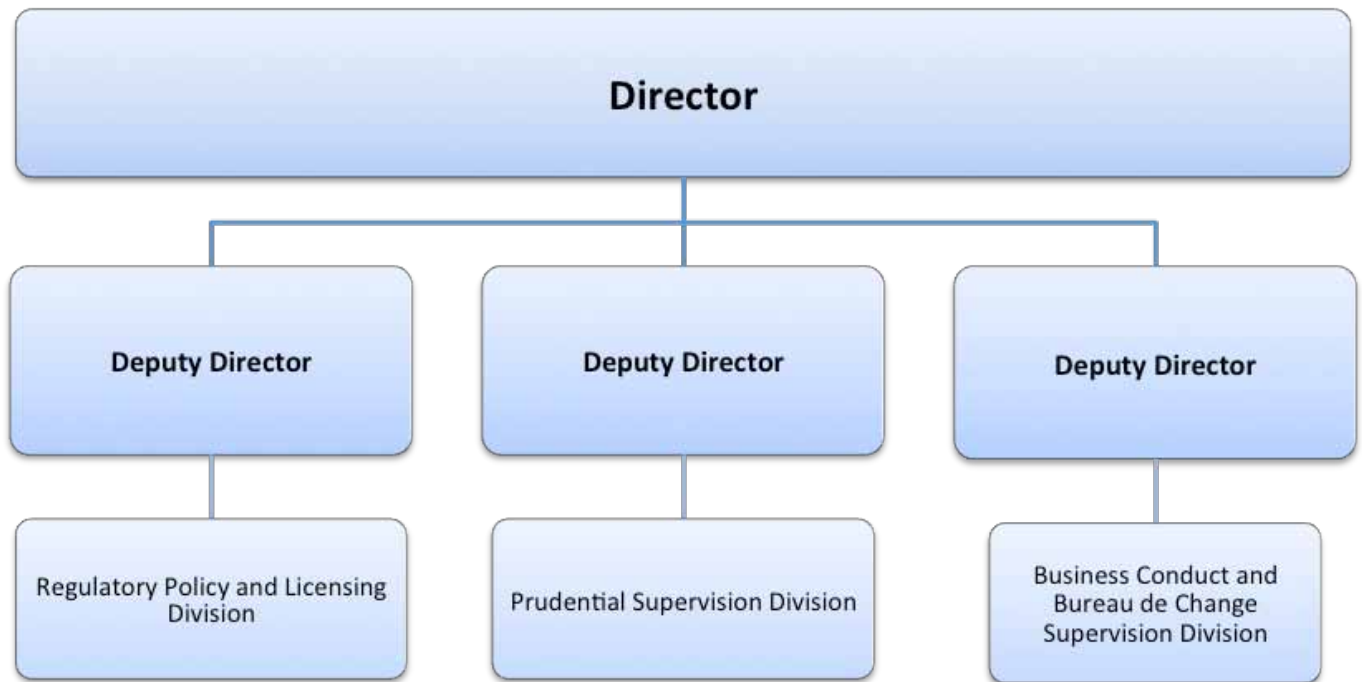 Director
Deputy Director
Deputy Director
Deputy Director
Regulatory Policy and Licensing
Division
Prudential Supervision Division
Business Conduct and
Bureau de Change
Supervision Division